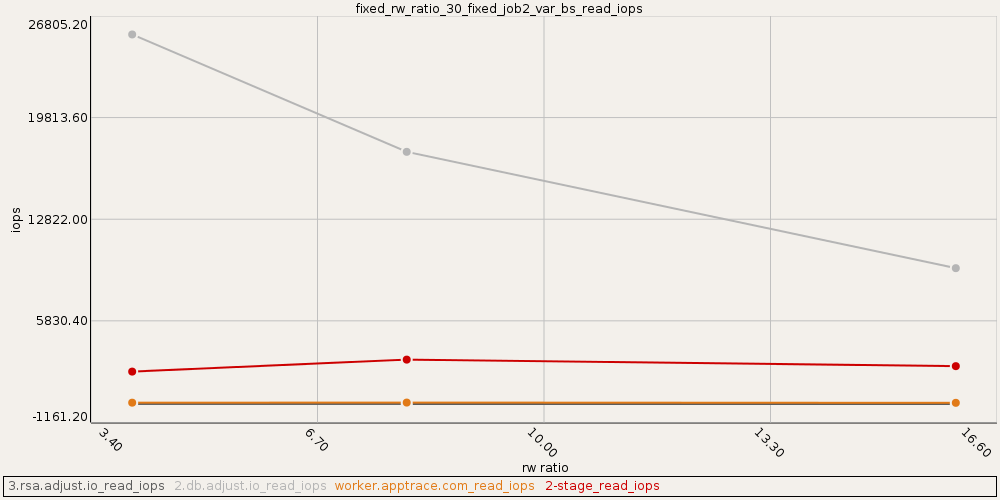 fixed_rw_ratio_30_fixed_job2_var_bs_read_iops
26805.20
19813.60
12822.00
5830.40
-1161.20
iops
3.40 6.70 10.00 13.30 16.60
rw ratio
3.rsa.adjust.io_read_iops 2.db.adjust.io_read_iops worker.apptrace.com_read_iops 2-stage_read_iops